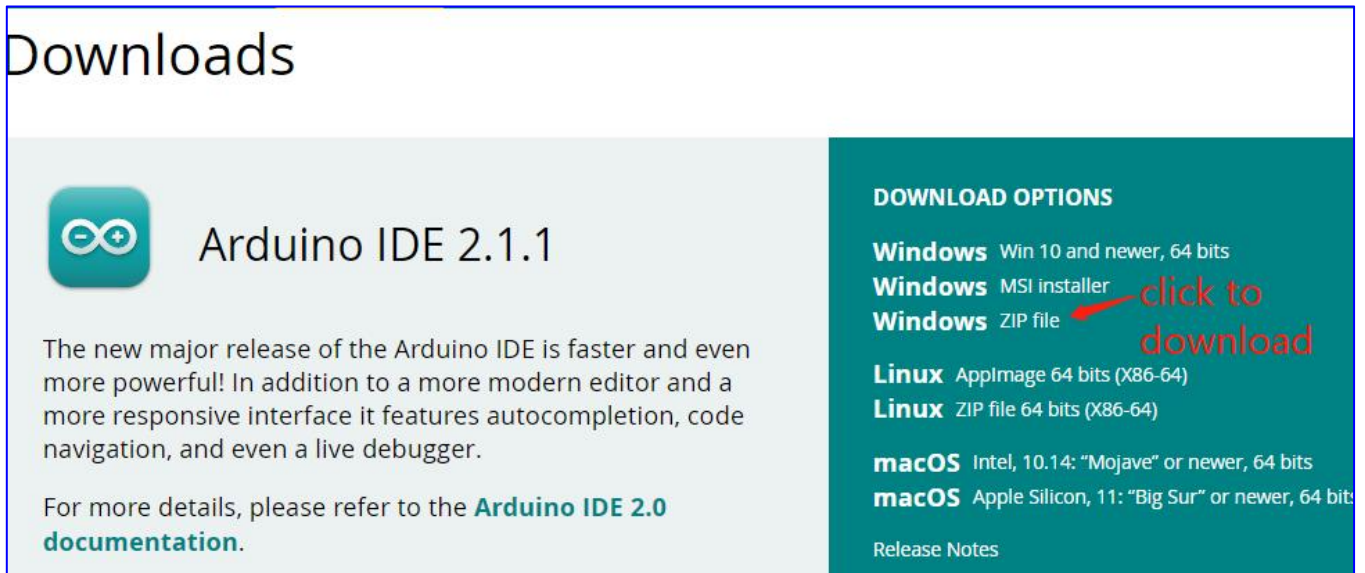 Downloads
Arduino IDE 2.1.1
The new major release of the Arduino IDE is faster and even
more powerful! In addition to a more modern editor and a
more responsive interface it features autocompletion, code
navigation, and even a live debugger.
For more details, please refer to the Arduino IDE 2.0
documentation.
DOWNLOAD OPTIONS
Windows Win 10 and newer, 64 bits
Windows MSI installer
Windows ZIP file
click to
download
Linux AppImage 64 bits (X86-64)
Linux ZIP file 64 bits (X86-64)
macOS Intel, 10.14: “Mojave” or newer, 64 bits
macOS Apple Silicon, 11: “Big Sur” or newer, 64 bits
Release Notes